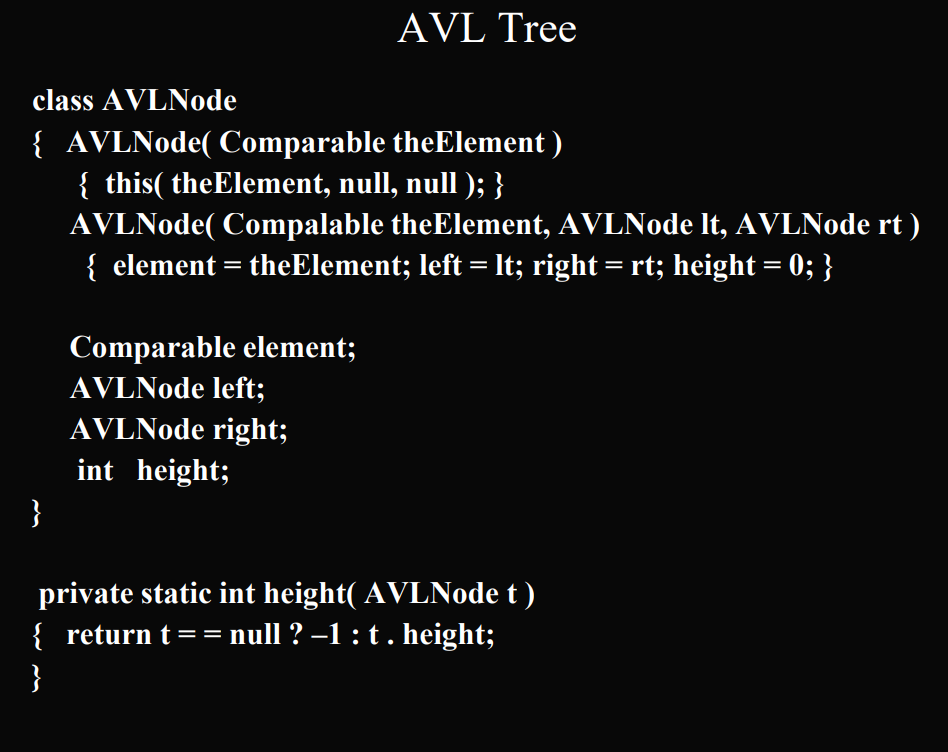 AVL Tree
class AVLNode
{ AVLNode( Comparable theElement )
{ this( theElement, null, null ); }
AVLNode( Compalable theElement, AVLNode lt, AVLNode rt )
{ element = theElement; left = lt; right = rt; height = 0; }
Comparable element;
AVLNode left;
AVLNode right;
int height;
}
private static int height( AVLNode t )
{ return t = = null ? –1 : t . height;
}